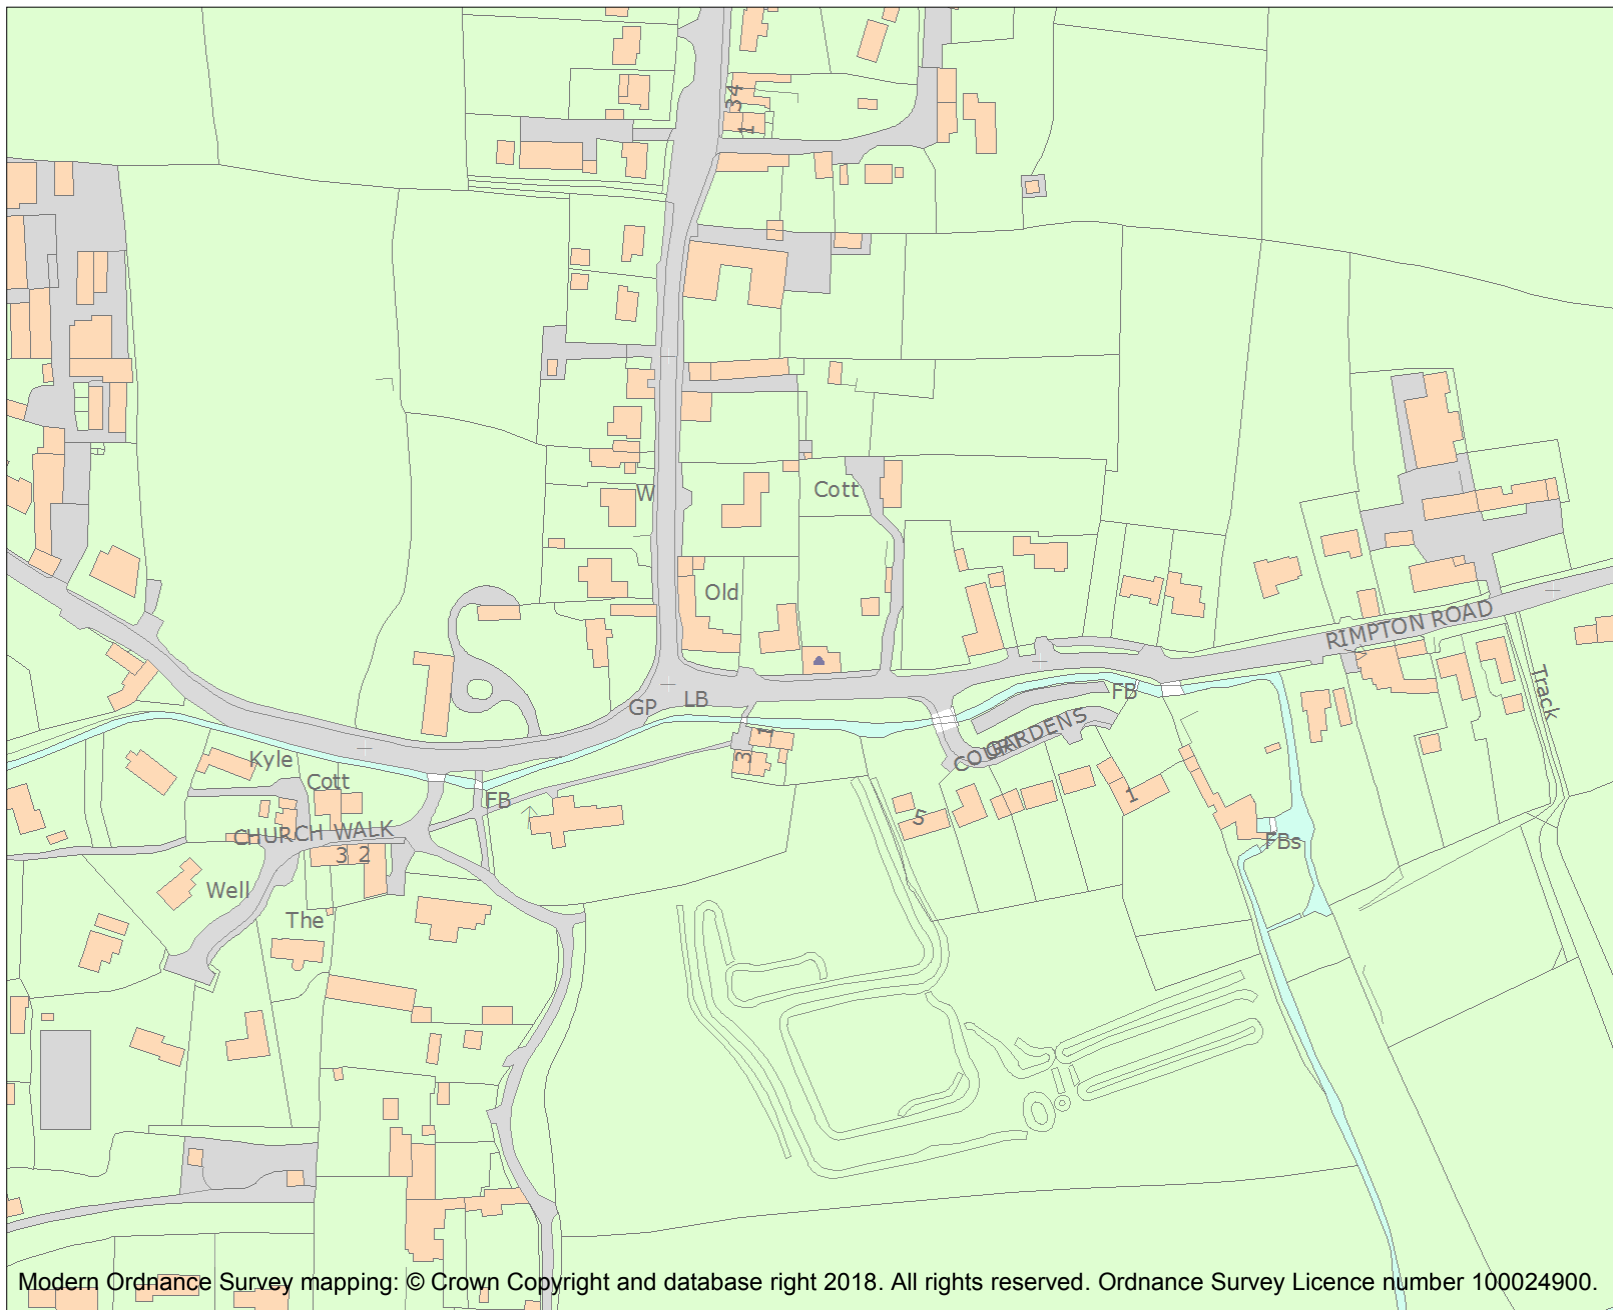 34
1
W
Cott
Old
RIMPTON ROAD
Track
FB
LB
GP
COURT GARDENS
1
3
Kyle
Cott
FB
5
1
CHURCH WALK
3 2
FBs
Well
The
Modern Ordnance Survey mapping: © Crown Copyright and database right 2018. All rights reserved. Ordnance Survey Licence number 100024900.